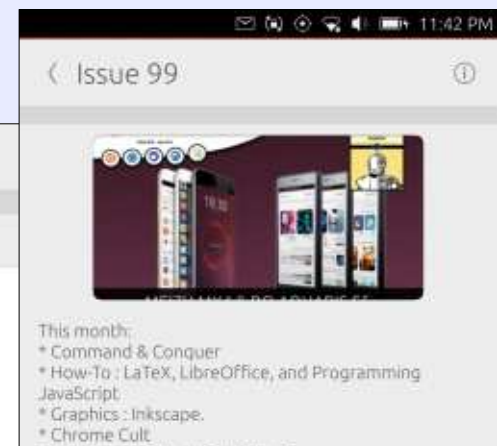 11:42 PM
Issue 99
This month:
* Command & Conquer
* How-To : LaTeX, LibreOffice, and Programming
JavaScript
* Graphics : Inkscape.
* Chrome Cult